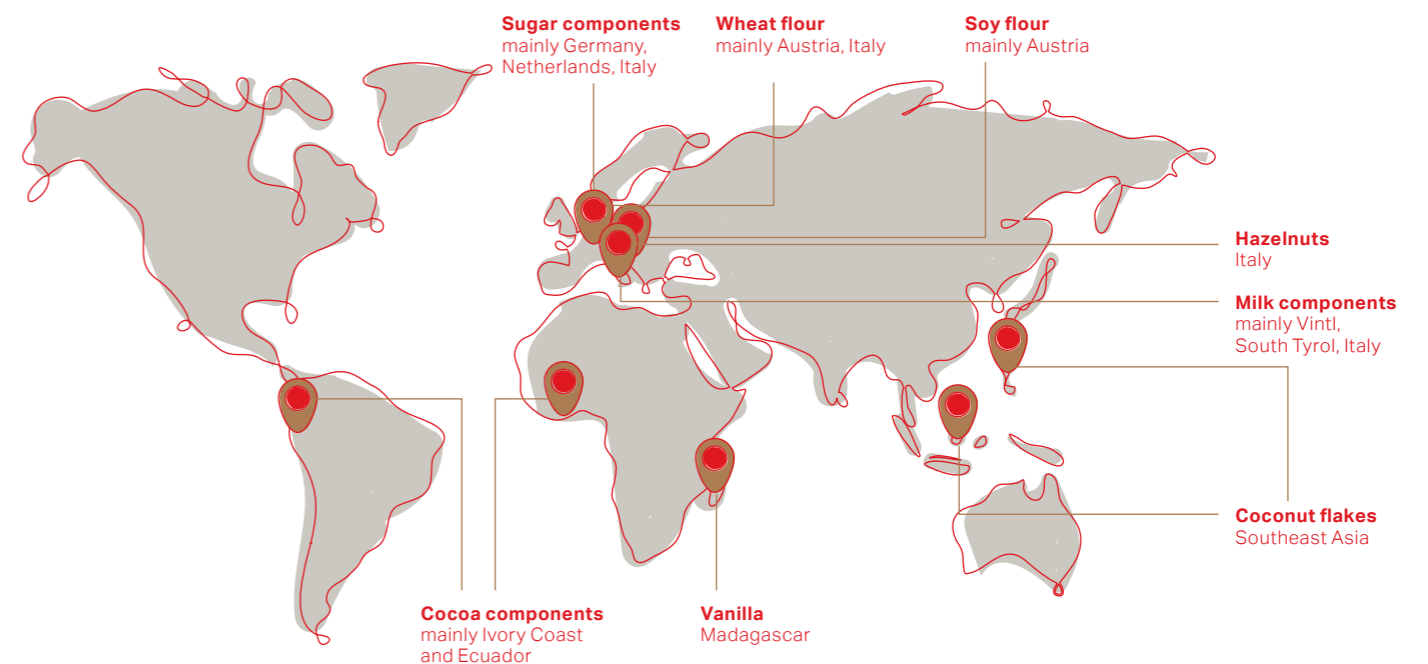 Sugar components
mainly Germany,
Netherlands, Italy
Wheat flour
mainly Austria, Italy
Soy flour
mainly Austria
Hazelnuts
Italy
Milk components
mainly Vintl,
South Tyrol, Italy
Coconut flakes
Southeast Asia
Cocoa components
mainly Ivory Coast
and Ecuador
Vanilla
Madagascar